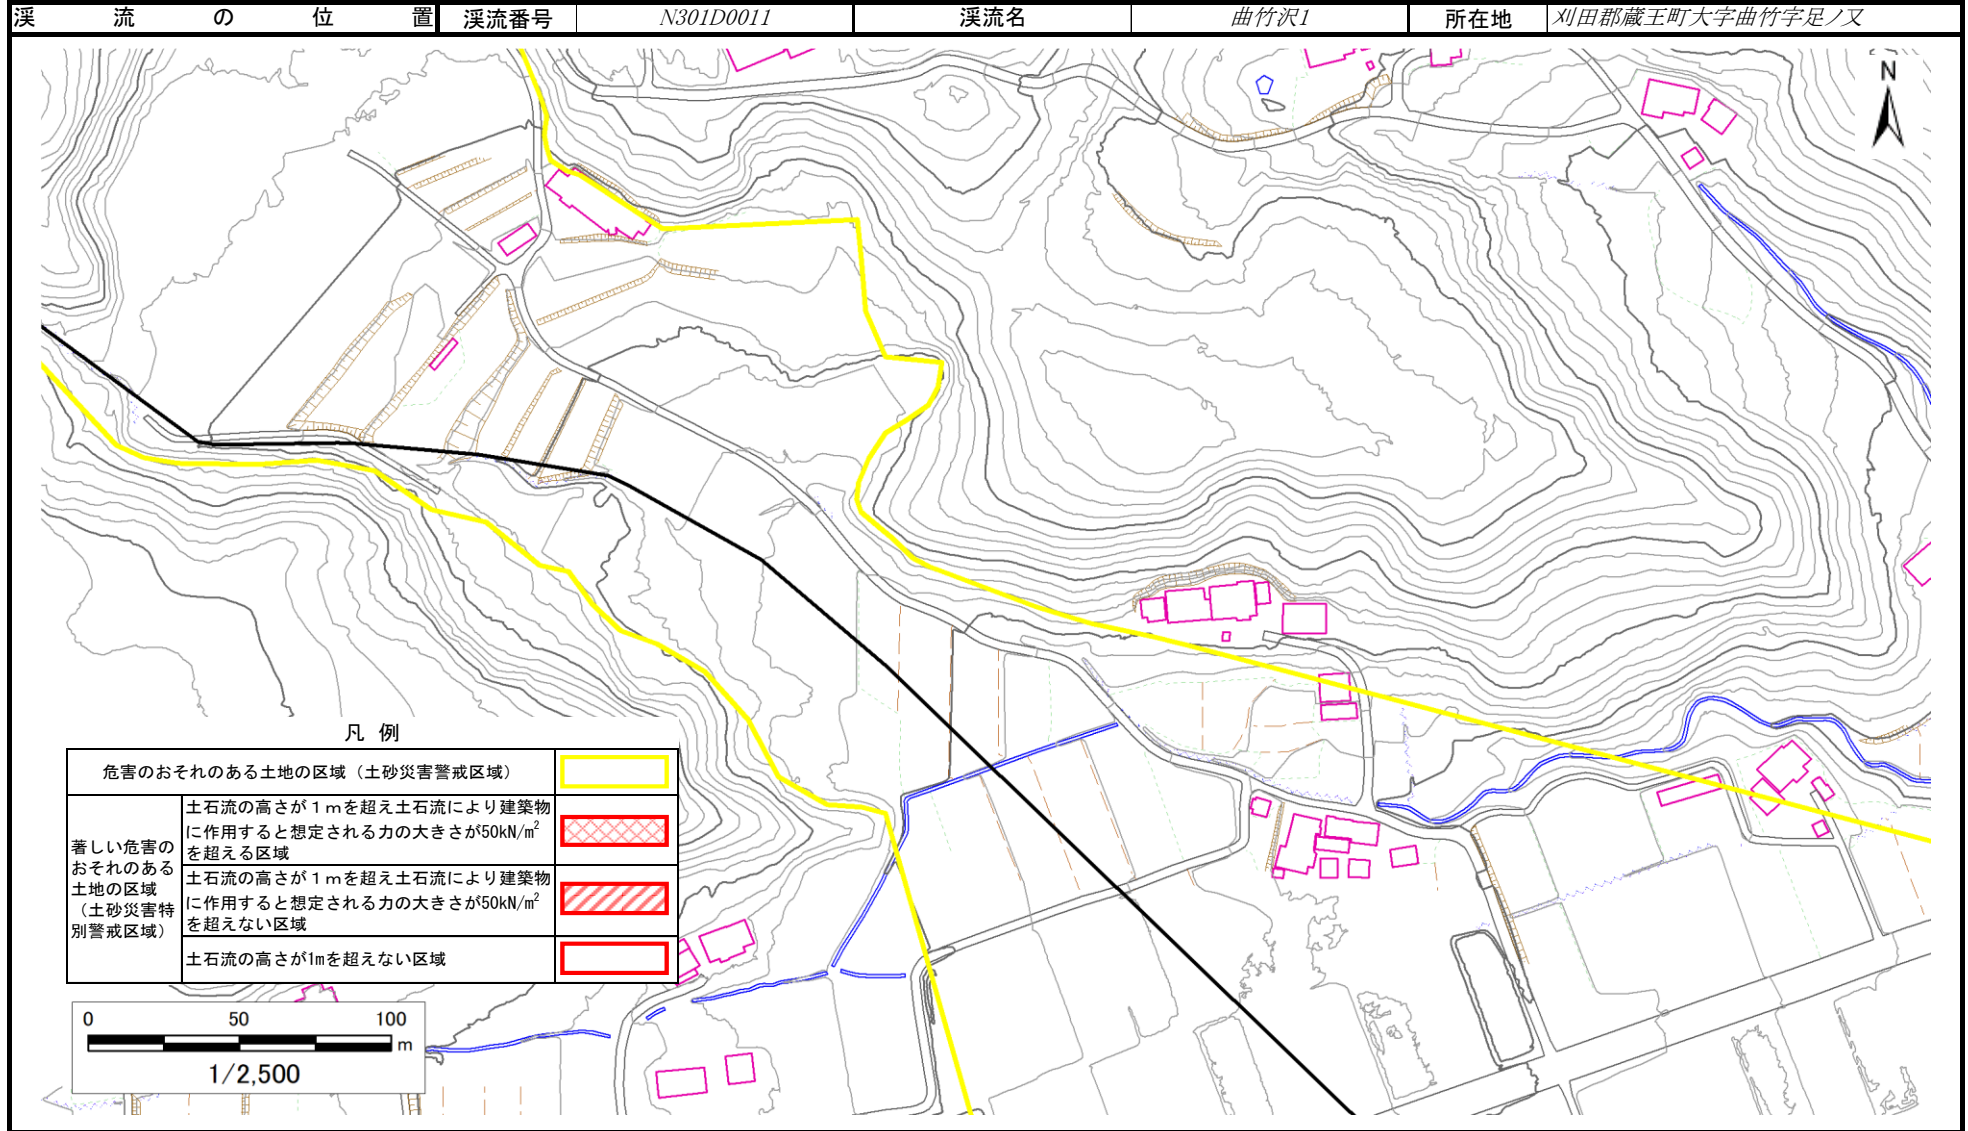 渓流の位置 渓流番号 N301D0011 渓流名 曲竹沢1 所在地 刈田郡蔵王町大字曲竹字足ノ又
N
凡 例
危害のおそれのある土地の区域（土砂災害警戒区域）
著しい危害の
おそれのある
土地の区域
（土砂災害特
別警戒区域）
土石流の高さが１ｍを超え土石流により建築物
に作用すると想定される力の大きさが50kN/m²
を超える区域
土石流の高さが１ｍを超え土石流により建築物
に作用すると想定される力の大きさが50kN/m²
を超えない区域
土石流の高さが1mを超えない区域
0 50 100
m
1/2,500